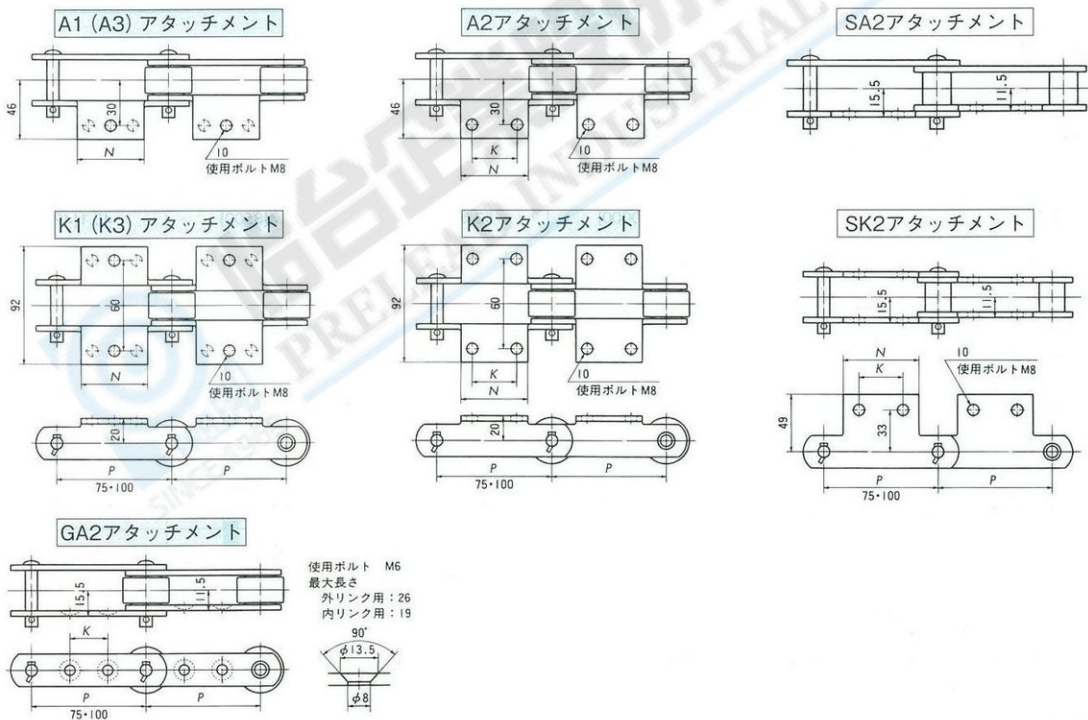 A1 (A3) アタッチメント
46
30
N
10
使用ボルトM8
A2アタッチメント
46
30
K
N
10
使用ボルトM8
SA2アタッチメント
15.5
11.5
K1 (K3) アタッチメント
92
60
N
10
使用ボルトM8
20
P
P
75・100
K2アタッチメント
92
60
K
N
10
使用ボルトM8
20
P
P
75・100
SK2アタッチメント
15.5
11.5
N
K
10
使用ボルトM8
49
33
P
P
75・100
GA2アタッチメント
15.5
11.5
K
P
P
75・100
使用ボルト M6
最大長さ
外リンク用：26
内リンク用：19
90°
φ13.5
φ8
PRELEAD INDUSTRIAL